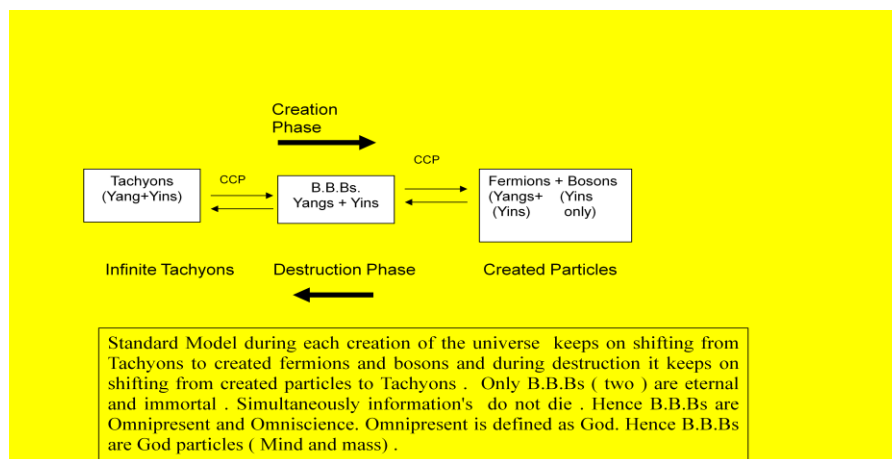 Creation
Phase
CCP
CCP
Tachyons
(Yang+Yins)
B.B.Bs.
Yangs + Yins
Fermions + Bosons
(Yangs+ (Yins
(Yins) only)
Infinite Tachyons
Destruction Phase
Created Particles
Standard Model during each creation of the universe keeps on shifting from
Tachyons to created fermions and bosons and during destruction it keeps on
shifting from created particles to Tachyons . Only B.B.Bs ( two ) are eternal
and immortal . Simultaneously information's do not die . Hence B.B.Bs are
Omnipresent and Omniscience. Omnipresent is defined as God. Hence B.B.Bs
are God particles ( Mind and mass) .